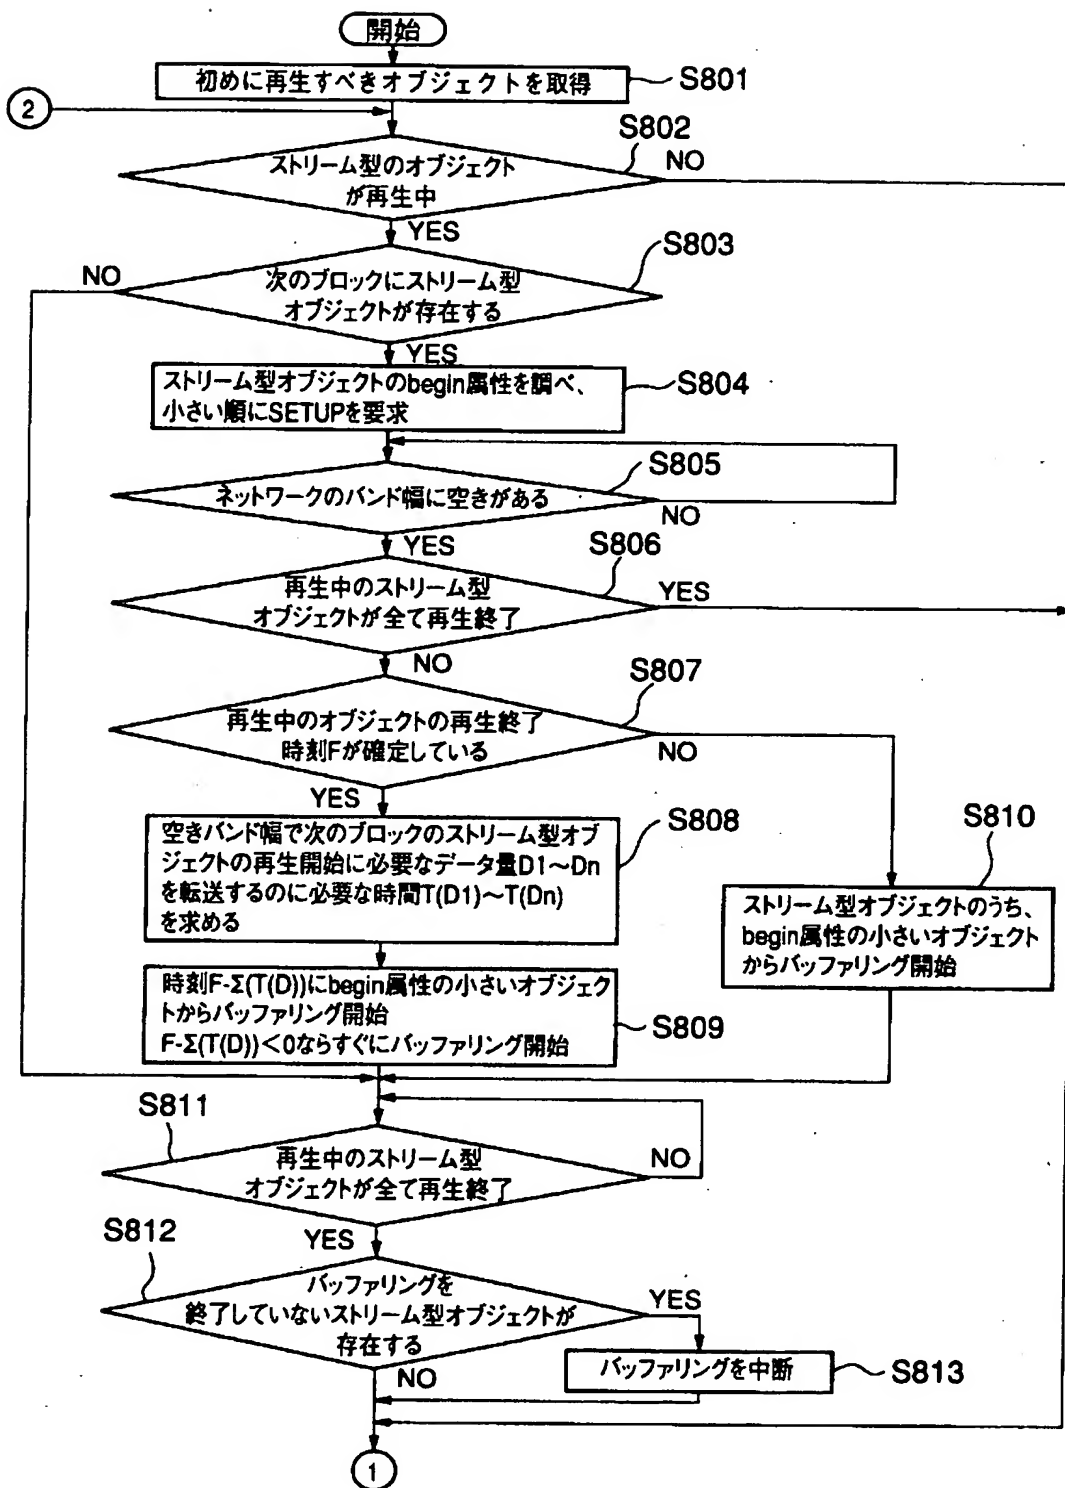 開始
初めに再生すべきオブジェクトを取得
S801
2
S802
ストリーム型のオブジェクト
が再生中
NO
YES
S803
NO
次のブロックにストリーム型
オブジェクトが存在する
YES
ストリーム型オブジェクトのbegin属性を調べ、
小さい順にSETUPを要求
S804
S805
ネットワークのバンド幅に空きがある
NO
YES
S806
再生中のストリーム型
オブジェクトが全て再生終了
YES
NO
S807
再生中のオブジェクトの再生終了
時刻Fが確定している
NO
YES
空きバンド幅で次のブロックのストリーム型オブ
ジェクトの再生開始に必要なデータ量D1～Dn
を転送するのに必要な時間T(D1)～T(Dn)
を求める
S808
S810
ストリーム型オブジェクトのうち、
begin属性の小さいオブジェクト
からバッファリング開始
時刻F-Σ(T(D))にbegin属性の小さいオブジェク
トからバッファリング開始
F-Σ(T(D))<0ならすぐにバッファリング開始
S809
S811
再生中のストリーム型
オブジェクトが全て再生終了
NO
YES
S812
バッファリングを
終了していないストリーム型オブジェクトが
存在する
YES
NO
バッファリングを中断
S813
1